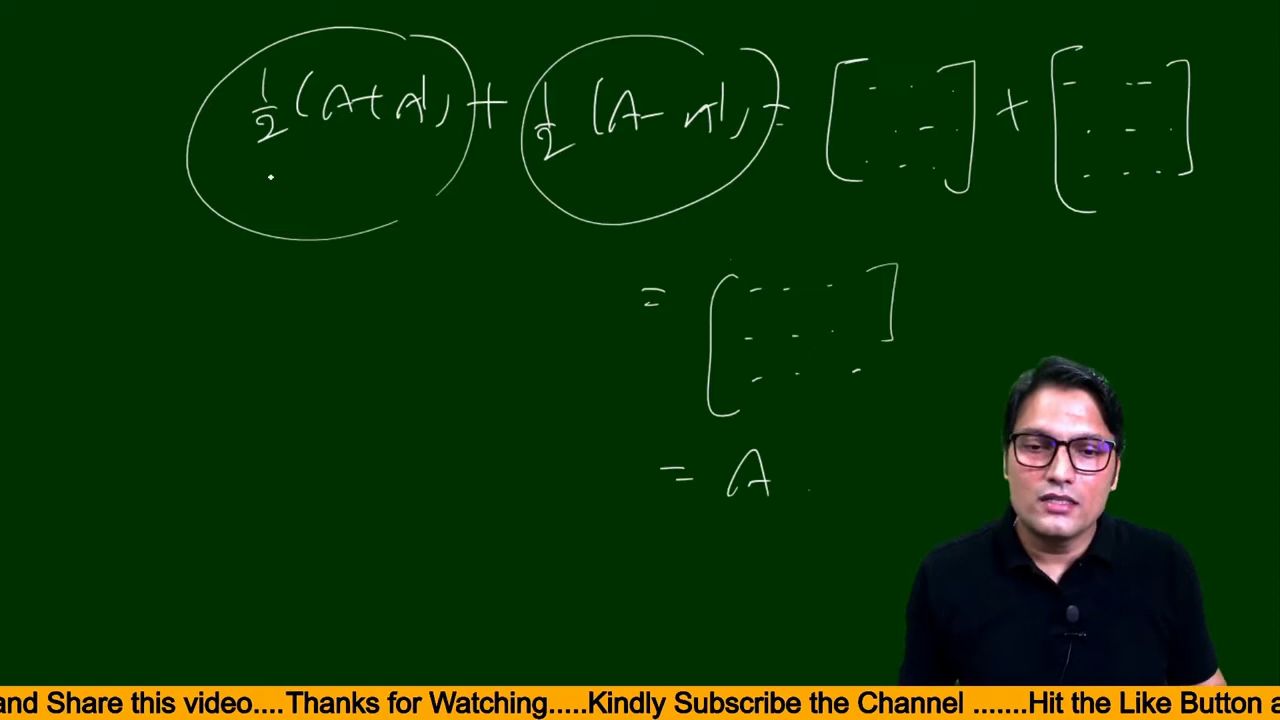 1/2 (A+A') + 1/2 (A-A') = [ ] + [ ]
= [ ]
= A
and Share this video....Thanks for Watching.....Kindly Subscribe the Channel .......Hit the Like Button a